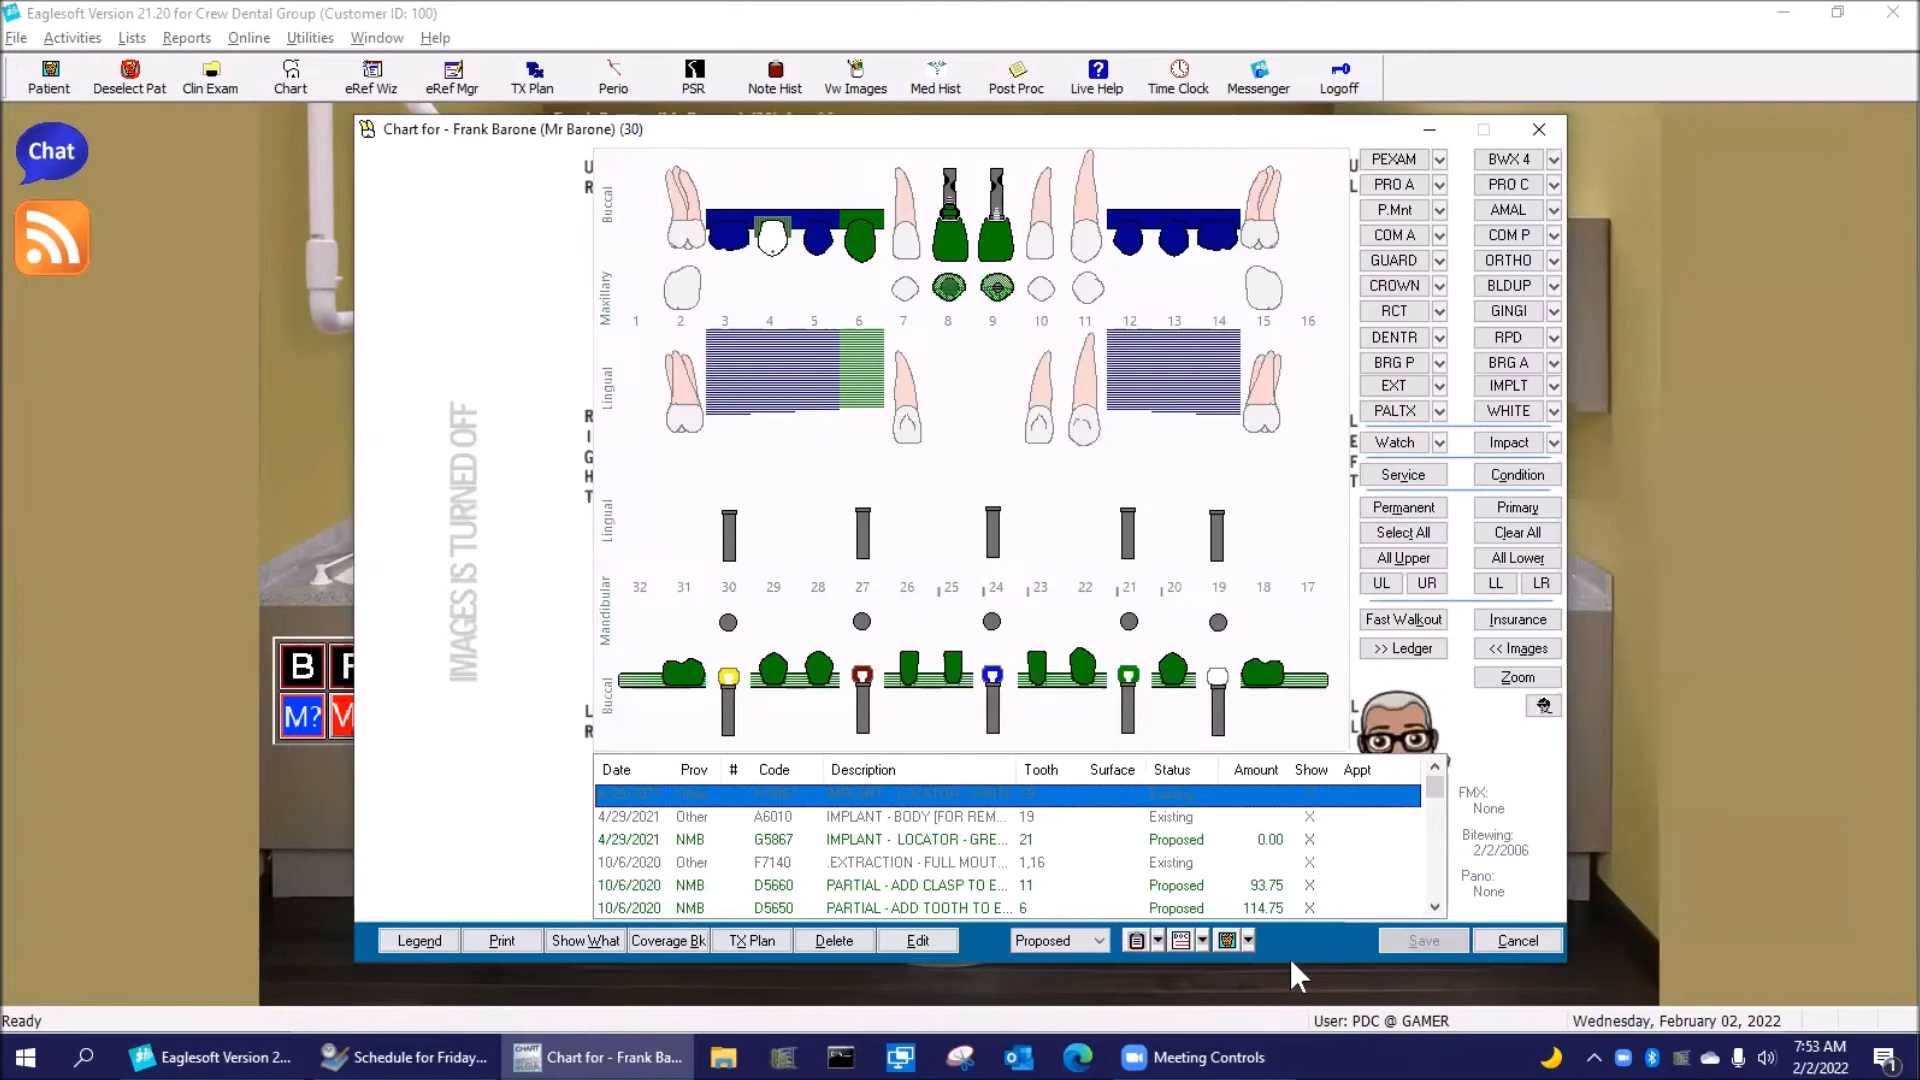 Eaglesoft Version 21.20 for Crew Dental Group (Customer ID: 100)
File Activities Lists Reports Online Utilities Window Help
Patient Deselect Pat Clin Exam Chart eRef Wiz eRef Mgr TX Plan Perio PSR Note Hist Vw Images Med Hist Post Proc Live Help Time Clock Messenger Logoff
Chat
Chart for - Frank Barone (Mr Barone) (30)
IMAGES IS TURNED OFF
UR
RIGHT
LR
UL
LEFT
LL
Buccal
Maxillary
Lingual
Lingual
Mandibular
Buccal
1 2 3 4 5 6 7 8 9 10 11 12 13 14 15 16
32 31 30 29 28 27 26 25 24 23 22 21 20 19 18 17
PEXAM BWX 4
PRO A PRO C
P.Mnt AMAL
COM A COM P
GUARD ORTHO
CROWN BLDUP
RCT GINGI
DENTR RPD
BRG P BRG A
EXT IMPLT
PALTX WHITE
Watch Impact
Service Condition
Permanent Primary
Select All Clear All
All Upper All Lower
UL UR LL LR
Fast Walkout Insurance
>> Ledger << Images
Zoom
B
M?
Date Prov # Code Description Tooth Surface Status Amount Show Appt
4/29/2021 Other A6010 IMPLANT - BODY [FOR REM... 19 Existing X
4/29/2021 NMB G5867 IMPLANT - LOCATOR - GRE... 21 Proposed 0.00 X
10/6/2020 Other F7140 .EXTRACTION - FULL MOUT... 1,16 Existing X
10/6/2020 NMB D5660 PARTIAL - ADD CLASP TO E... 11 Proposed 93.75 X
10/6/2020 NMB D5650 PARTIAL - ADD TOOTH TO E... 6 Proposed 114.75 X
FMX:
None
Bitewing:
2/2/2006
Pano:
None
Legend Print Show What Coverage Bk TX Plan Delete Edit Proposed Save Cancel
Ready
User: PDC @ GAMER
Wednesday, February 02, 2022
Eaglesoft Version 2... Schedule for Friday,... Chart for - Frank Ba... Meeting Controls
7:53 AM
2/2/2022
1